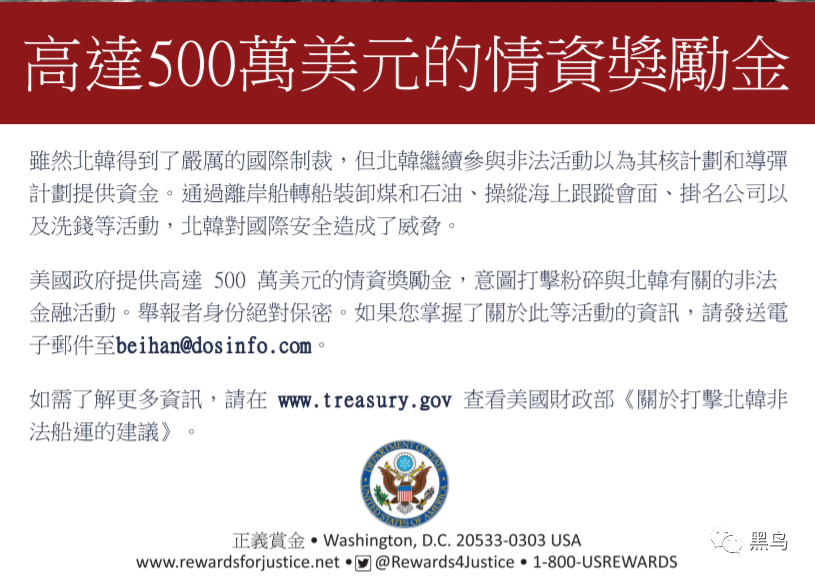 高達500萬美元的情資獎勵金
雖然北韓得到了嚴厲的國際制裁，但北韓繼續參與非法活動以為其核計劃和導彈
計劃提供資金。通過離岸船轉船裝卸煤和石油、操縱海上跟蹤會面、掛名公司以
及洗錢等活動，北韓對國際安全造成了威脅。
美國政府提供高達 500 萬美元的情資獎勵金，意圖打擊粉碎與北韓有關的非法
金融活動。舉報者身份絕對保密。如果您掌握了關於此等活動的資訊，請發送電
子郵件至beihan@dosinfo.com。
如需了解更多資訊，請在 www.treasury.gov 查看美國財政部《關於打擊北韓非
法船運的建議》。
DEPARTMENT OF STATE
UNITED STATES OF AMERICA
正義賞金 • Washington, D.C. 20533-0303 USA
www.rewardsforjustice.net • @Rewards4Justice • 1-800-USREWARDS
黑鸟